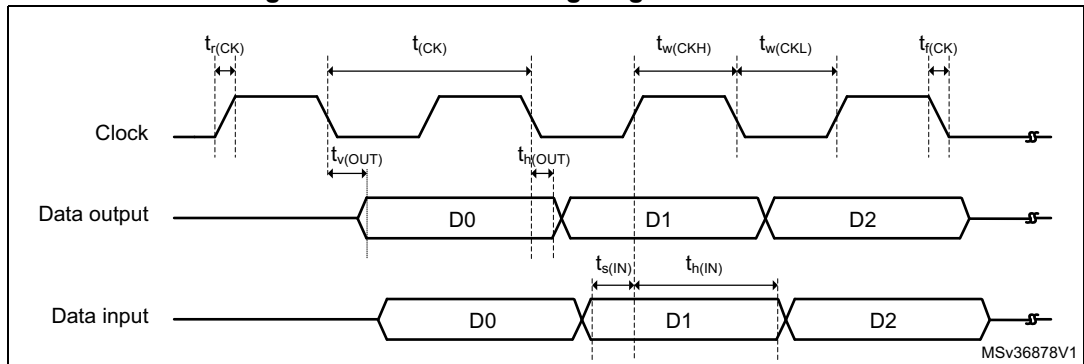 tr(CK) t(CK) tw(CKH) tw(CKL) tf(CK)
Clock
tv(OUT) th(OUT)
Data output D0 D1 D2
ts(IN) th(IN)
Data input D0 D1 D2
MSv36878V1